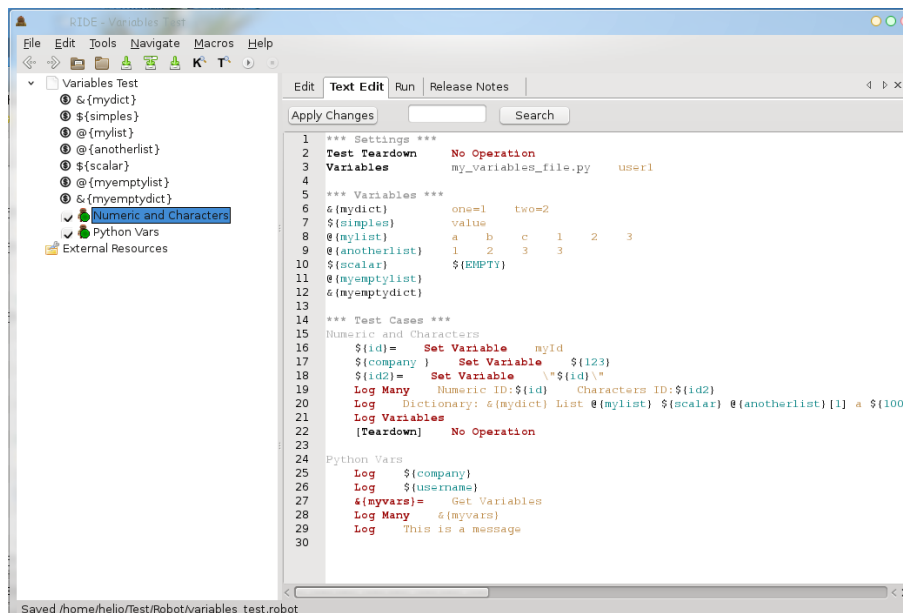 RIDE - Variables Test
File Edit Tools Navigate Macros Help
K T
Variables Test
&{mydict}
${simples}
@{mylist}
@{anotherlist}
${scalar}
@{myemptylist}
&{myemptydict}
Numeric and Characters
Python Vars
External Resources
Edit Text Edit Run Release Notes
Apply Changes Search
1 *** Settings ***
2 Test Teardown No Operation
3 Variables my_variables_file.py user1
4
5 *** Variables ***
6 &{mydict} one=1 two=2
7 ${simples} value
8 @{mylist} a b c 1 2 3
9 @{anotherlist} 1 2 3 3
10 ${scalar} ${EMPTY}
11 @{myemptylist}
12 &{myemptydict}
13
14 *** Test Cases ***
15 Numeric and Characters
16 ${id}= Set Variable myId
17 ${company } Set Variable ${123}
18 ${id2}= Set Variable \"${id}\"
19 Log Many Numeric ID:${id} Characters ID:${id2}
20 Log Dictionary: &{mydict} List @{mylist} ${scalar} @{anotherlist}[1] a ${100
21 Log Variables
22 [Teardown] No Operation
23
24 Python Vars
25 Log ${company}
26 Log ${username}
27 &{myvars}= Get Variables
28 Log Many &{myvars}
29 Log This is a message
30
Saved /home/helio/Test/Robot/variables_test.robot